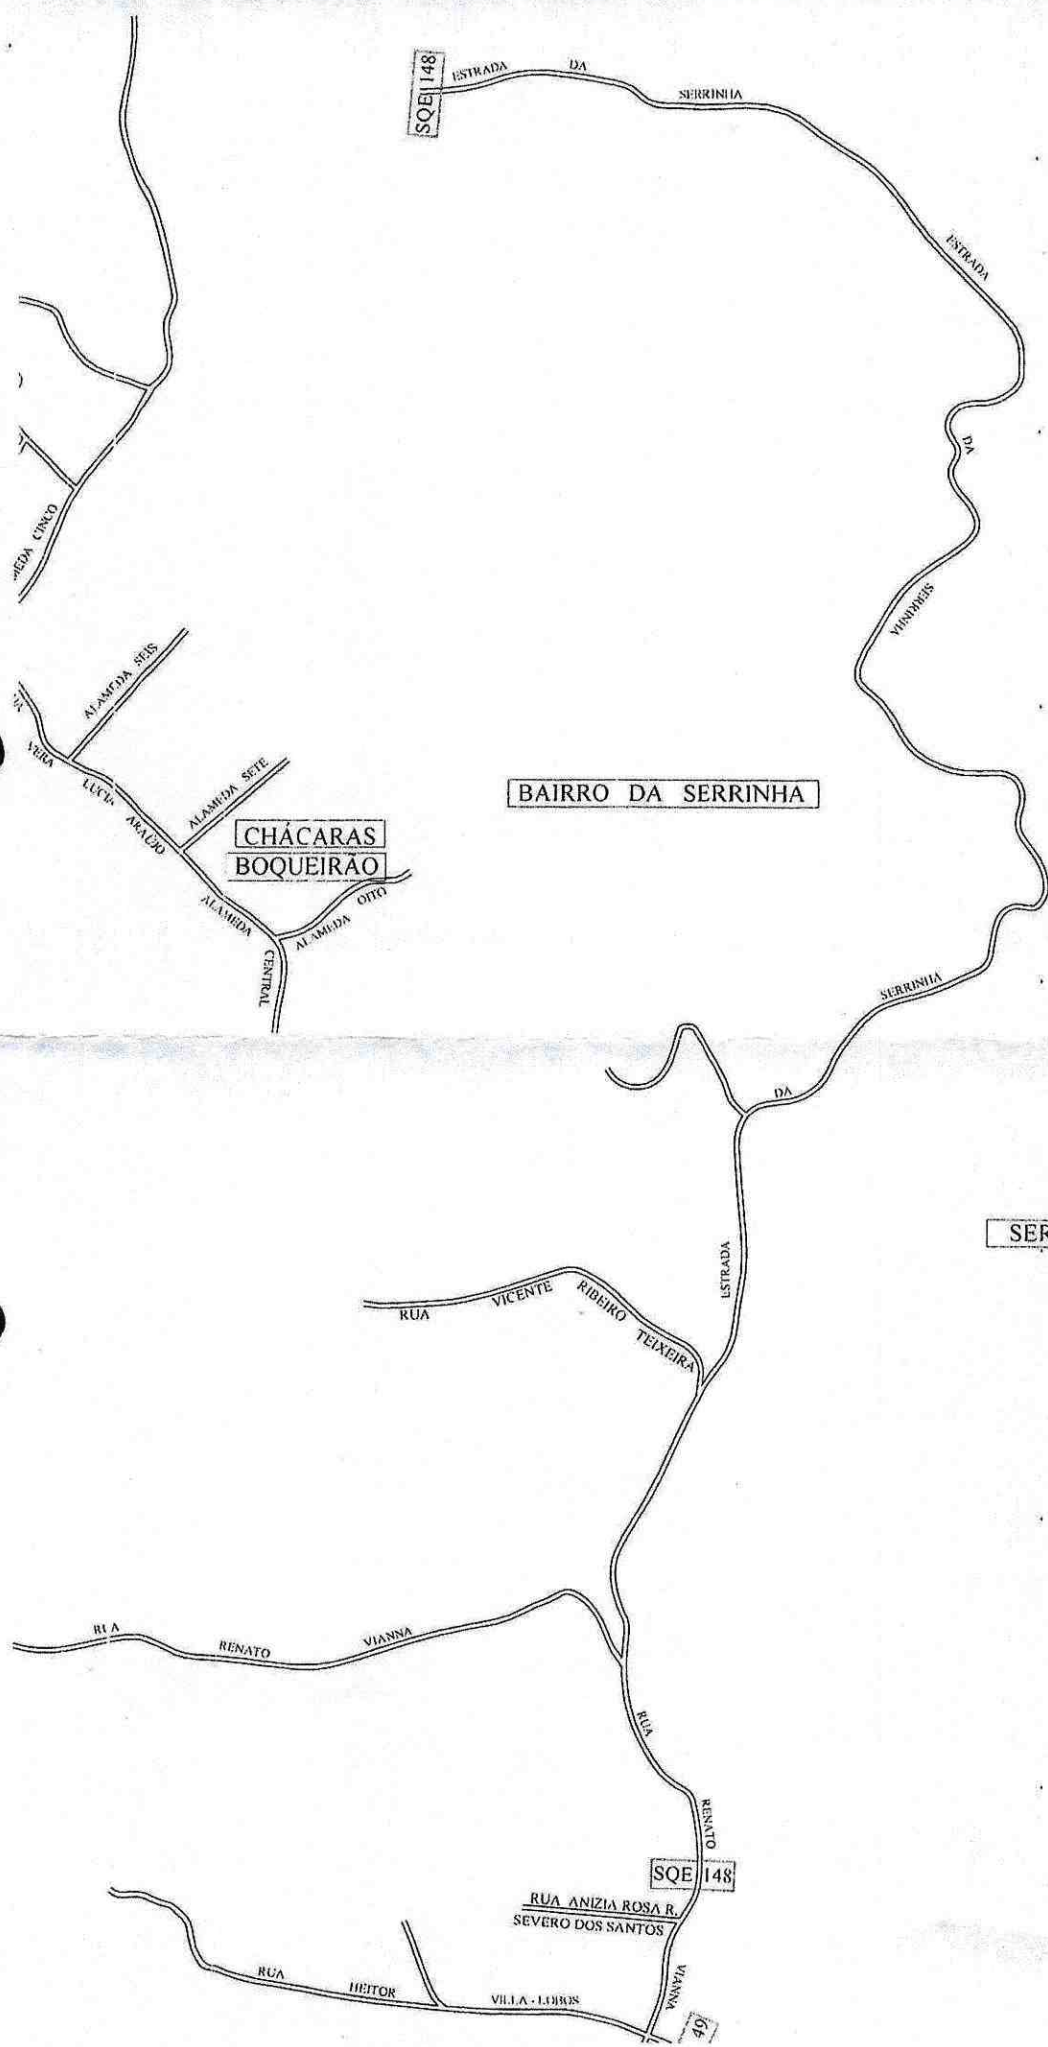 SQE 148
ESTRADA DA SERRINHA
ESTRADA DA SERRINHA
MEDA CINCO
ALAMEDA SEIS
VERA LUCIA ARAÚJO
ALAMEDA SETE
CHÁCARAS
BOQUEIRÃO
BAIRRO DA SERRINHA
ALAMEDA CENTRAL
ALAMEDA OITO
ESTRADA DA SERRINHA
SER
RUA VICENTE RIBEIRO TEIXEIRA
RUA RENATO VIANNA
RUA RENATO VIANNA
SQE 148
RUA ANIZIA ROSA R.
SEVERO DOS SANTOS
RUA HEITOR VILLA-LOBOS
49